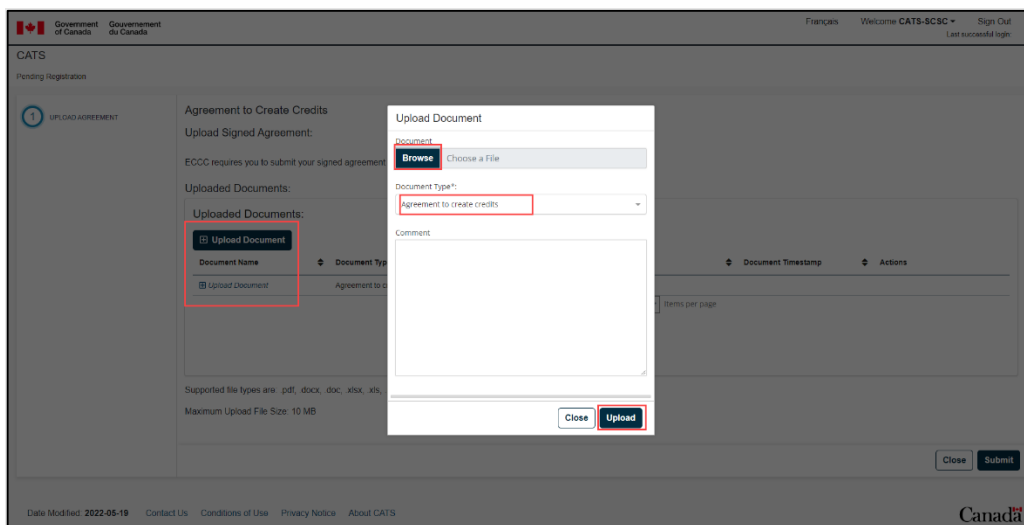 Government of Canada
Gouvernement du Canada
Français
Welcome CATS-SCSC
Sign Out
Last successful login:
CATS
Pending Registration
1 UPLOAD AGREEMENT
Agreement to Create Credits
Upload Signed Agreement:
ECCC requires you to submit your signed agreement
Uploaded Documents:
Uploaded Documents:
Upload Document
Document Name
Document Typ
Document Timestamp
Actions
Upload Document
Agreement to c
Items per page
Supported file types are: .pdf, .docx, .doc, .xlsx, .xls,
Maximum Upload File Size: 10 MB
Upload Document
Document
Browse
Choose a File
Document Type*:
Agreement to create credits
Comment
Close
Upload
Close
Submit
Date Modified: 2022-05-19
Contact Us
Conditions of Use
Privacy Notice
About CATS
Canada